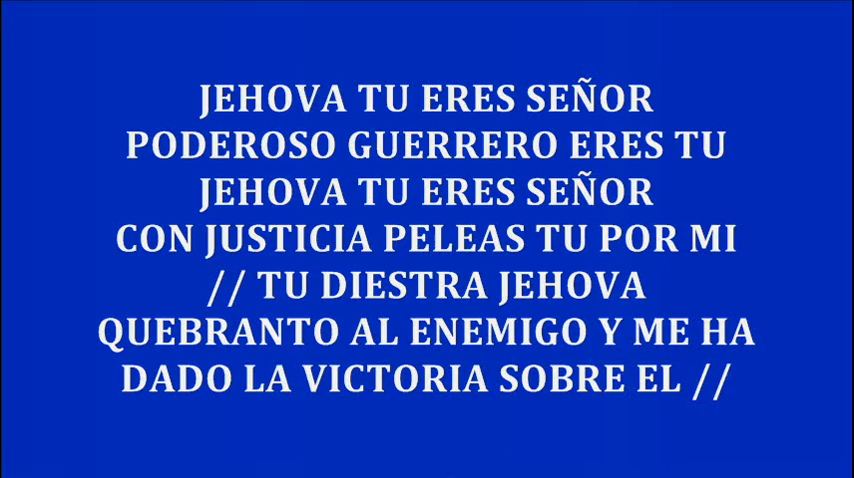 JEHOVA TU ERES SEÑOR
PODEROSO GUERRERO ERES TU
JEHOVA TU ERES SEÑOR
CON JUSTICIA PELEAS TU POR MI
// TU DIESTRA JEHOVA
QUEBRANTO AL ENEMIGO Y ME HA
DADO LA VICTORIA SOBRE EL //